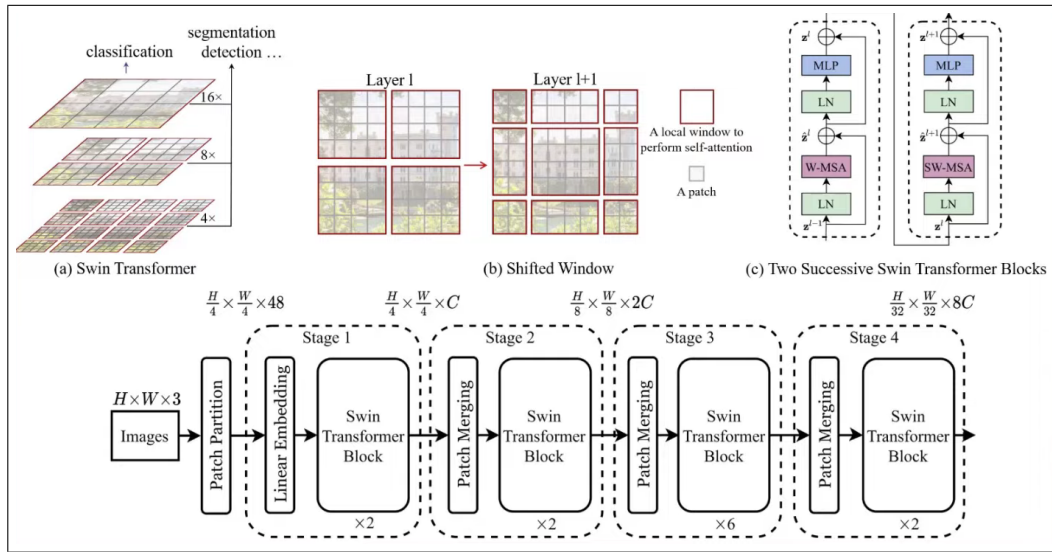 classification
segmentation
detection ...
16×
8×
4×
(a) Swin Transformer
Layer l
Layer l+1
A local window to
perform self-attention
A patch
(b) Shifted Window
z^l
MLP
LN
ẑ^l
W-MSA
LN
z^{l-1}
z^{l+1}
MLP
LN
ẑ^{l+1}
SW-MSA
LN
z^l
(c) Two Successive Swin Transformer Blocks
H/4 × W/4 × 48
H/4 × W/4 × C
H/8 × W/8 × 2C
H/32 × W/32 × 8C
Stage 1
Stage 2
Stage 3
Stage 4
H×W×3
Images
Patch Partition
Linear Embedding
Swin
Transformer
Block
×2
Patch Merging
Swin
Transformer
Block
×2
Patch Merging
Swin
Transformer
Block
×6
Patch Merging
Swin
Transformer
Block
×2